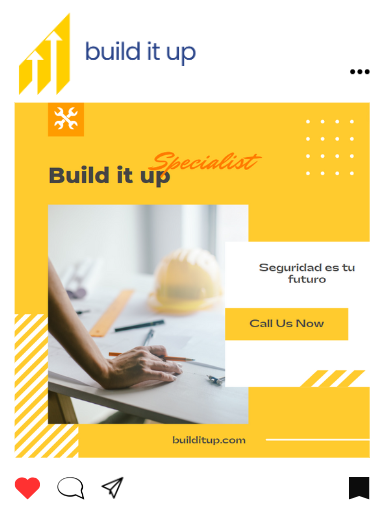 build it up
Specialist
Build it up
Seguridad es tu
futuro
Call Us Now
builditup.com